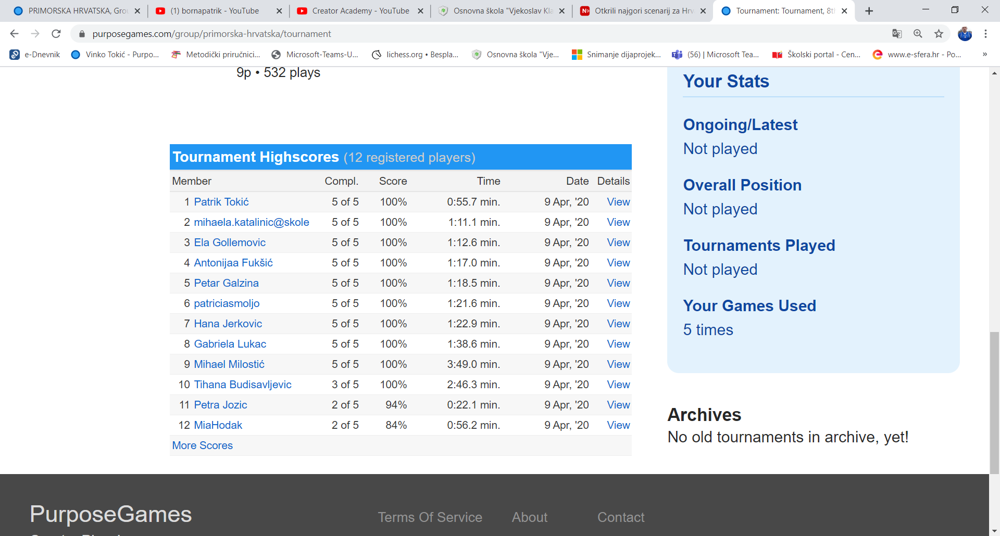 PRIMORSKA HRVATSKA, Gro
(1) bornapatrik - YouTube
Creator Academy - YouTube
Osnovna škola "Vjekoslav Kla
Otkrili najgori scenarij za Hrv
Tournament: Tournament, 8th
purposegames.com/group/primorska-hrvatska/tournament
e-Dnevnik
Vinko Tokić - Purpo...
Metodički priručnici...
Microsoft-Teams-U...
lichess.org • Bespla...
Osnovna škola "Vje...
Snimanje dijaprojek...
(56) | Microsoft Tea...
Školski portal - Cen...
www.e-sfera.hr - Po...
»
9p • 532 plays
Tournament Highscores (12 registered players)
Member Compl. Score Time Date Details
1 Patrik Tokić 5 of 5 100% 0:55.7 min. 9 Apr, '20 View
2 mihaela.katalinic@skole 5 of 5 100% 1:11.1 min. 9 Apr, '20 View
3 Ela Gollemovic 5 of 5 100% 1:12.6 min. 9 Apr, '20 View
4 Antonijaa Fukšić 5 of 5 100% 1:17.0 min. 9 Apr, '20 View
5 Petar Galzina 5 of 5 100% 1:18.5 min. 9 Apr, '20 View
6 patriciasmoljo 5 of 5 100% 1:21.6 min. 9 Apr, '20 View
7 Hana Jerkovic 5 of 5 100% 1:22.9 min. 9 Apr, '20 View
8 Gabriela Lukac 5 of 5 100% 1:38.6 min. 9 Apr, '20 View
9 Mihael Milostić 5 of 5 100% 3:49.0 min. 9 Apr, '20 View
10 Tihana Budisavljevic 3 of 5 100% 2:46.3 min. 9 Apr, '20 View
11 Petra Jozic 2 of 5 94% 0:22.1 min. 9 Apr, '20 View
12 MiaHodak 2 of 5 84% 0:56.2 min. 9 Apr, '20 View
More Scores
Your Stats
Ongoing/Latest
Not played
Overall Position
Not played
Tournaments Played
Not played
Your Games Used
5 times
Archives
No old tournaments in archive, yet!
PurposeGames
Terms Of Service
About
Contact